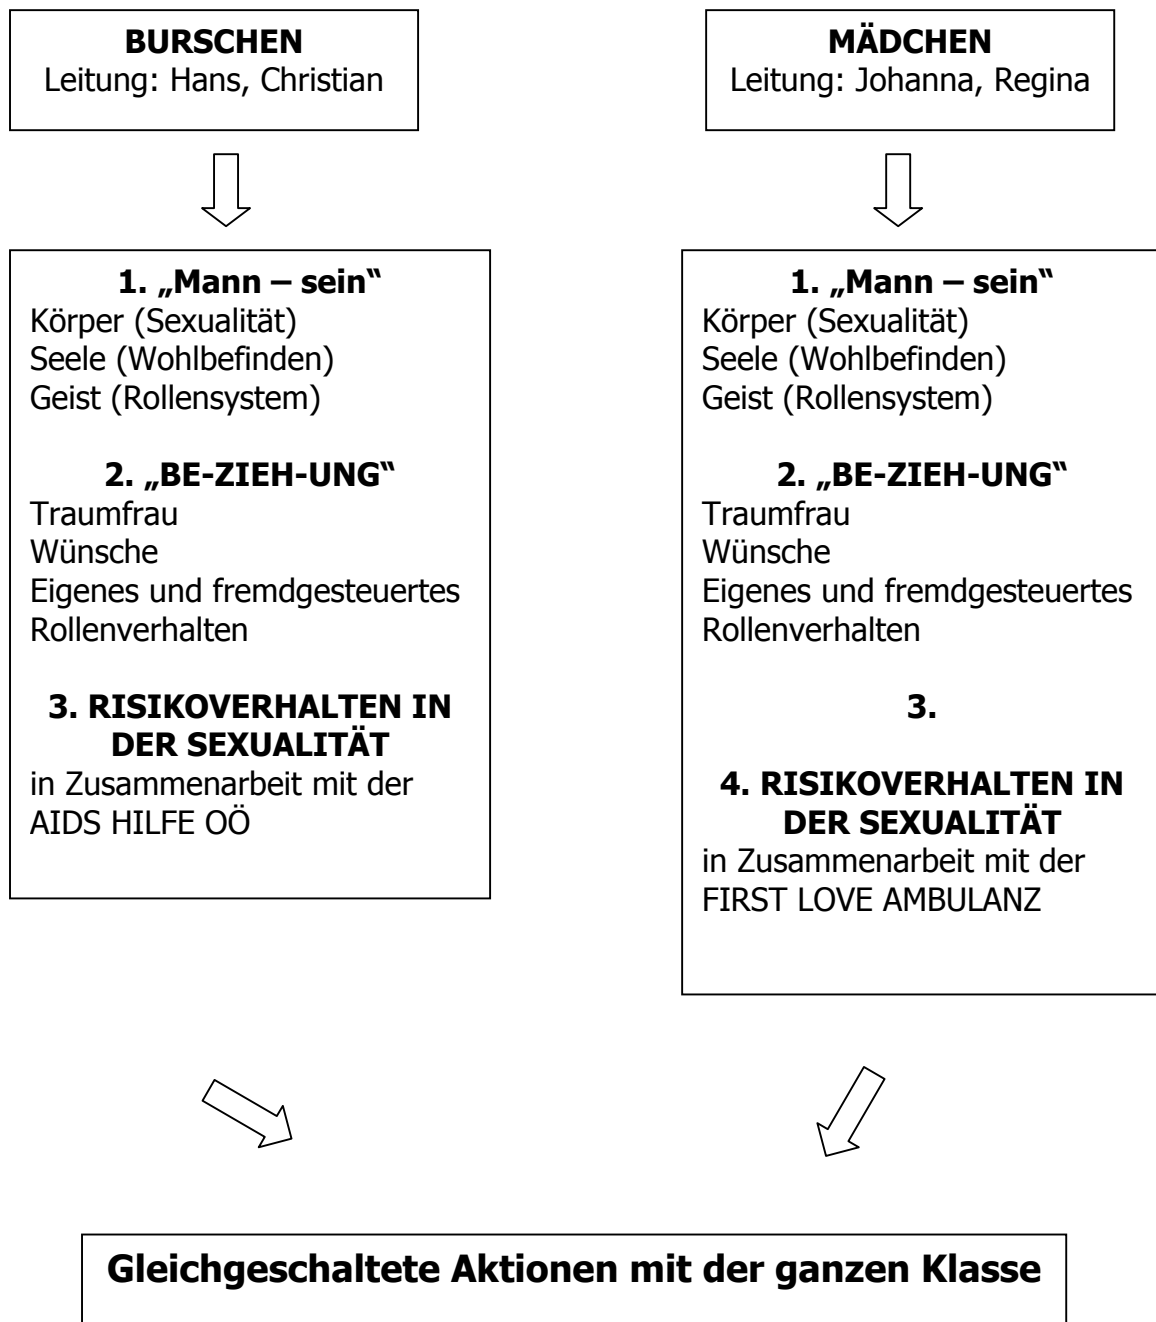 BURSCHEN
Leitung: Hans, Christian
MÄDCHEN
Leitung: Johanna, Regina
1. „Mann – sein“
Körper (Sexualität)
Seele (Wohlbefinden)
Geist (Rollensystem)
2. „BE-ZIEH-UNG“
Traumfrau
Wünsche
Eigenes und fremdgesteuertes
Rollenverhalten
3. RISIKOVERHALTEN IN
DER SEXUALITÄT
in Zusammenarbeit mit der
AIDS HILFE OÖ
1. „Mann – sein“
Körper (Sexualität)
Seele (Wohlbefinden)
Geist (Rollensystem)
2. „BE-ZIEH-UNG“
Traumfrau
Wünsche
Eigenes und fremdgesteuertes
Rollenverhalten
3.
4. RISIKOVERHALTEN IN
DER SEXUALITÄT
in Zusammenarbeit mit der
FIRST LOVE AMBULANZ
Gleichgeschaltete Aktionen mit der ganzen Klasse